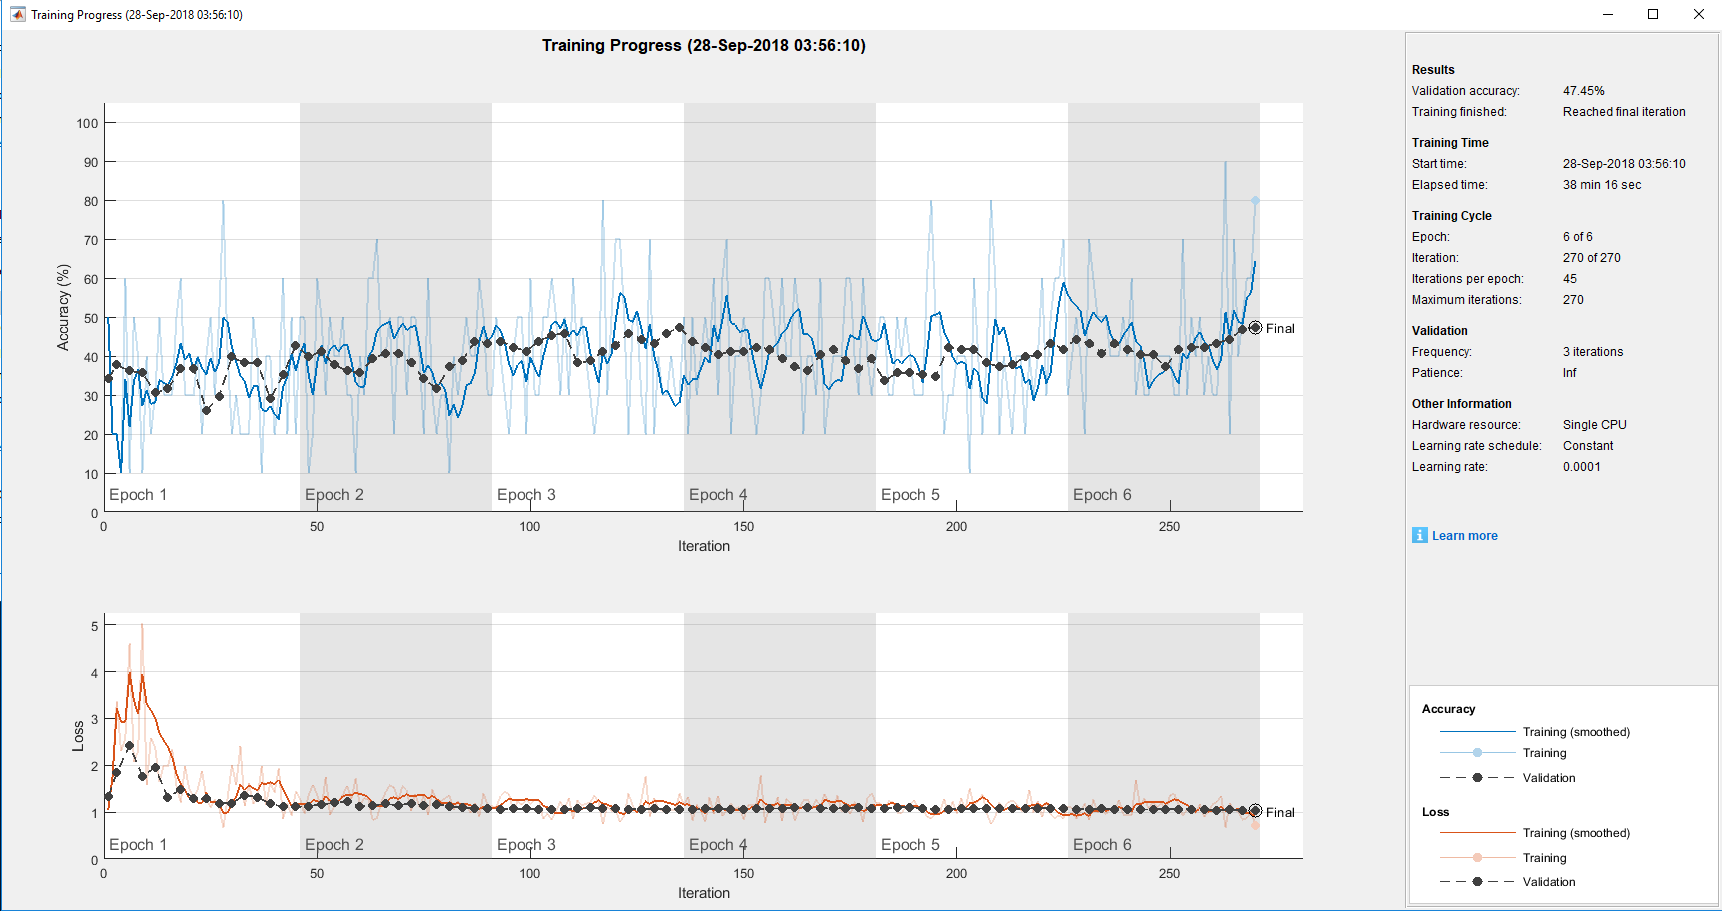 Training Progress (28-Sep-2018 03:56:10)
Training Progress (28-Sep-2018 03:56:10)
Accuracy (%)
100
90
80
70
60
50
40
30
20
10
0
Final
Epoch 1 Epoch 2 Epoch 3 Epoch 4 Epoch 5 Epoch 6
0 50 100 150 200 250
Iteration
Loss
5
4
3
2
1
0
Final
Epoch 1 Epoch 2 Epoch 3 Epoch 4 Epoch 5 Epoch 6
0 50 100 150 200 250
Iteration
Results
Validation accuracy: 47.45%
Training finished: Reached final iteration
Training Time
Start time: 28-Sep-2018 03:56:10
Elapsed time: 38 min 16 sec
Training Cycle
Epoch: 6 of 6
Iteration: 270 of 270
Iterations per epoch: 45
Maximum iterations: 270
Validation
Frequency: 3 iterations
Patience: Inf
Other Information
Hardware resource: Single CPU
Learning rate schedule: Constant
Learning rate: 0.0001
i Learn more
Accuracy
Training (smoothed)
Training
Validation
Loss
Training (smoothed)
Training
Validation